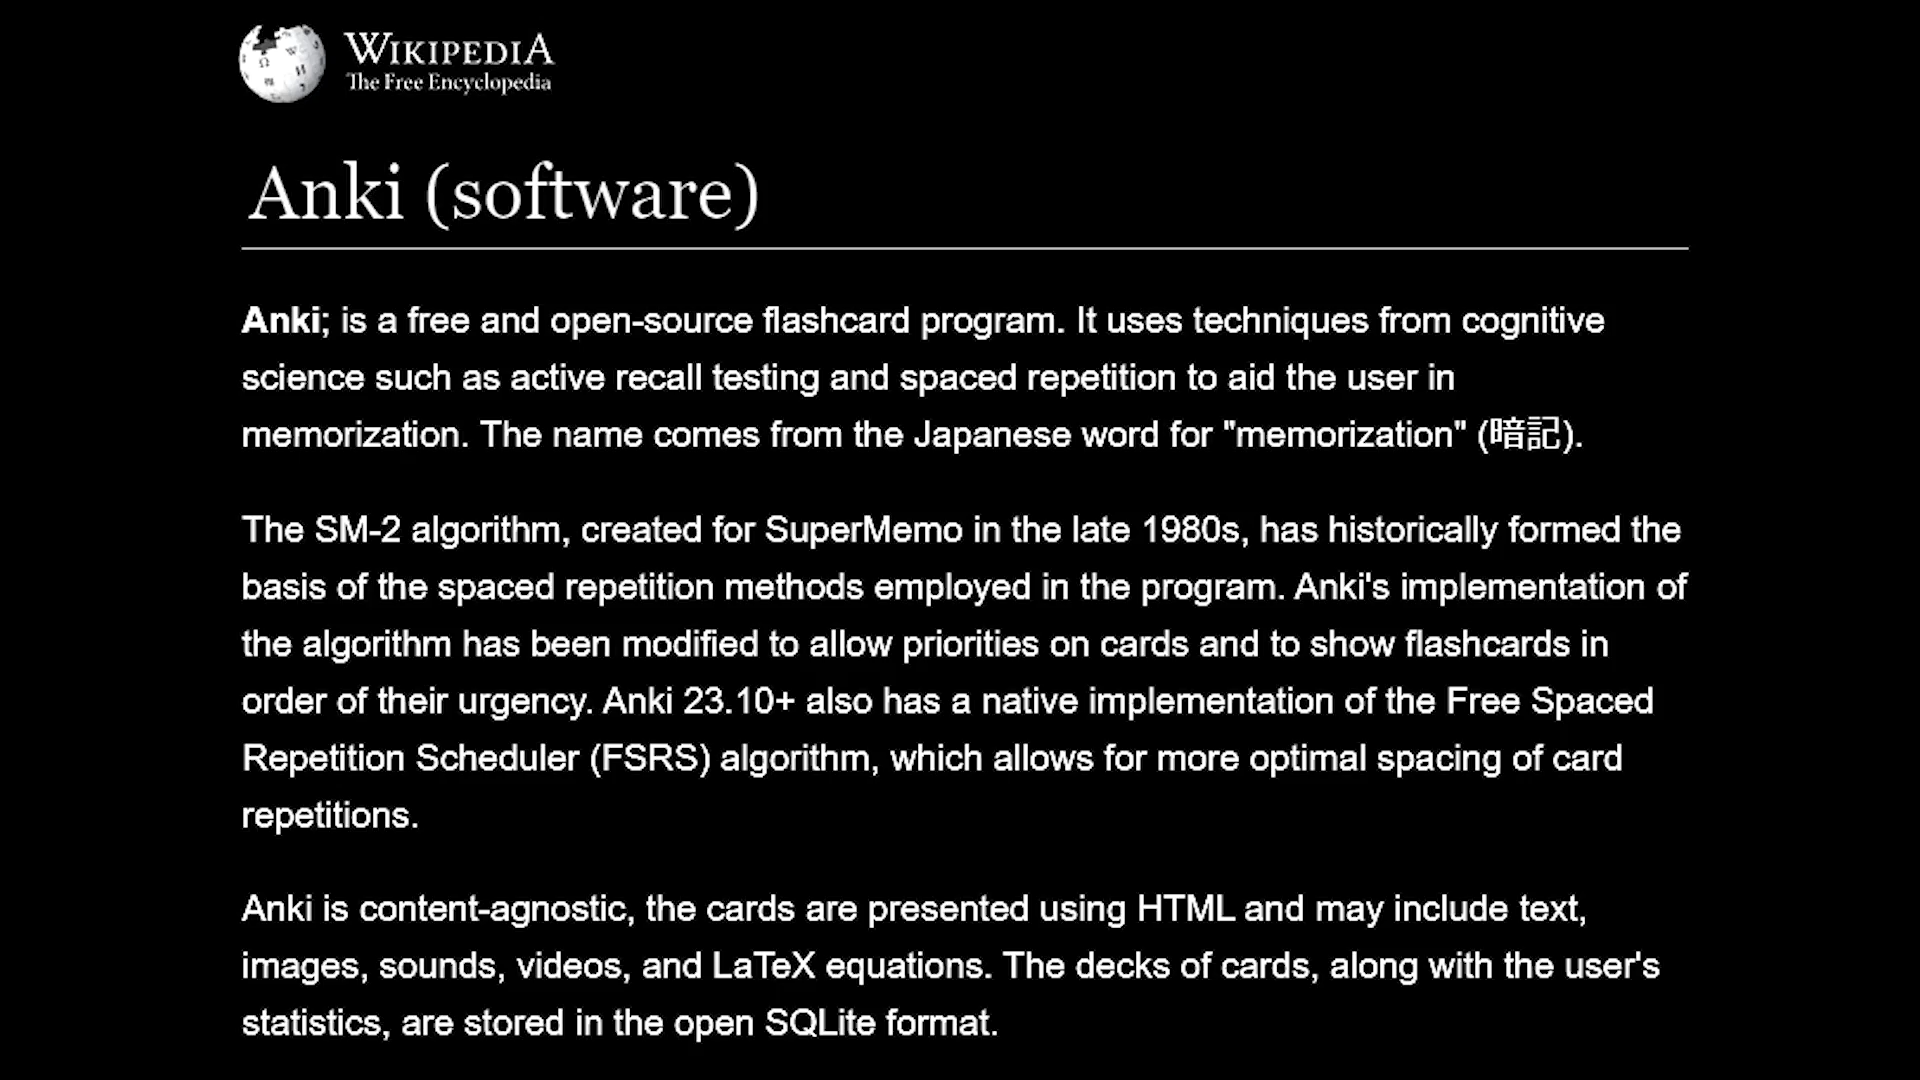 WIKIPEDIA
The Free Encyclopedia
Anki (software)
Anki; is a free and open-source flashcard program. It uses techniques from cognitive
science such as active recall testing and spaced repetition to aid the user in
memorization. The name comes from the Japanese word for "memorization" (暗記).
The SM-2 algorithm, created for SuperMemo in the late 1980s, has historically formed the
basis of the spaced repetition methods employed in the program. Anki's implementation of
the algorithm has been modified to allow priorities on cards and to show flashcards in
order of their urgency. Anki 23.10+ also has a native implementation of the Free Spaced
Repetition Scheduler (FSRS) algorithm, which allows for more optimal spacing of card
repetitions.
Anki is content-agnostic, the cards are presented using HTML and may include text,
images, sounds, videos, and LaTeX equations. The decks of cards, along with the user's
statistics, are stored in the open SQLite format.